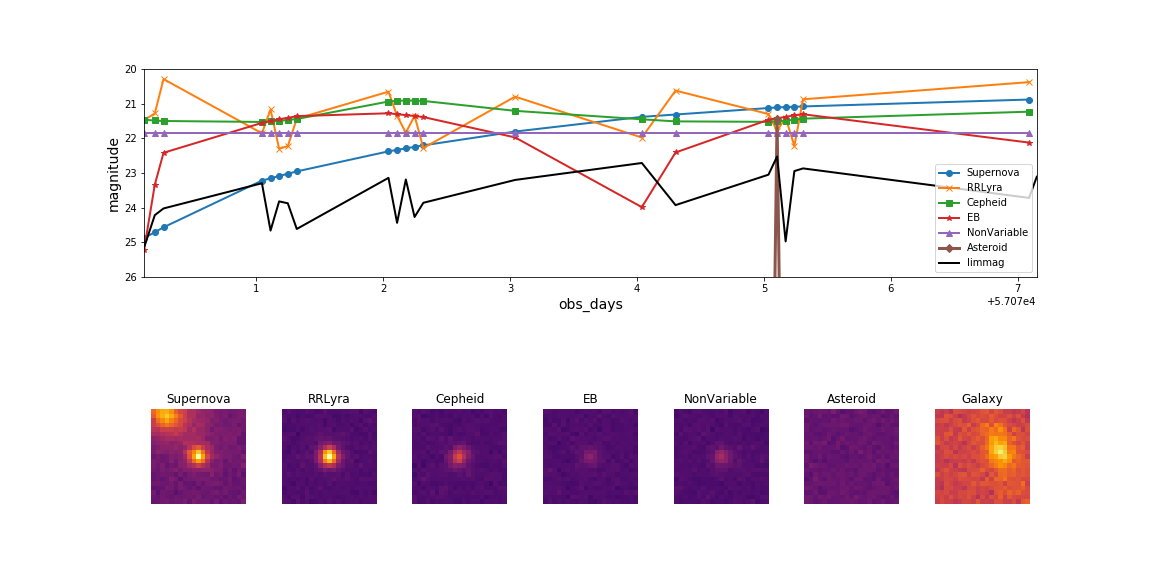 20
21
22
23
24
25
26
magnitude
1 2 3 4 5 6 7
+5.707e4
obs_days
Supernova
RRLyra
Cepheid
EB
NonVariable
Asteroid
limmag
Supernova RRLyra Cepheid EB NonVariable Asteroid Galaxy